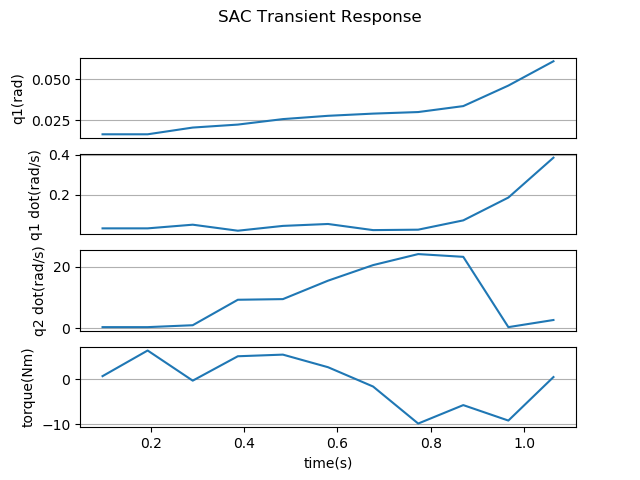 SAC Transient Response
q1(rad)
0.050
0.025
q1 dot(rad/s)
0.4
0.2
q2 dot(rad/s)
20
0
torque(Nm)
0
−10
0.2 0.4 0.6 0.8 1.0
time(s)